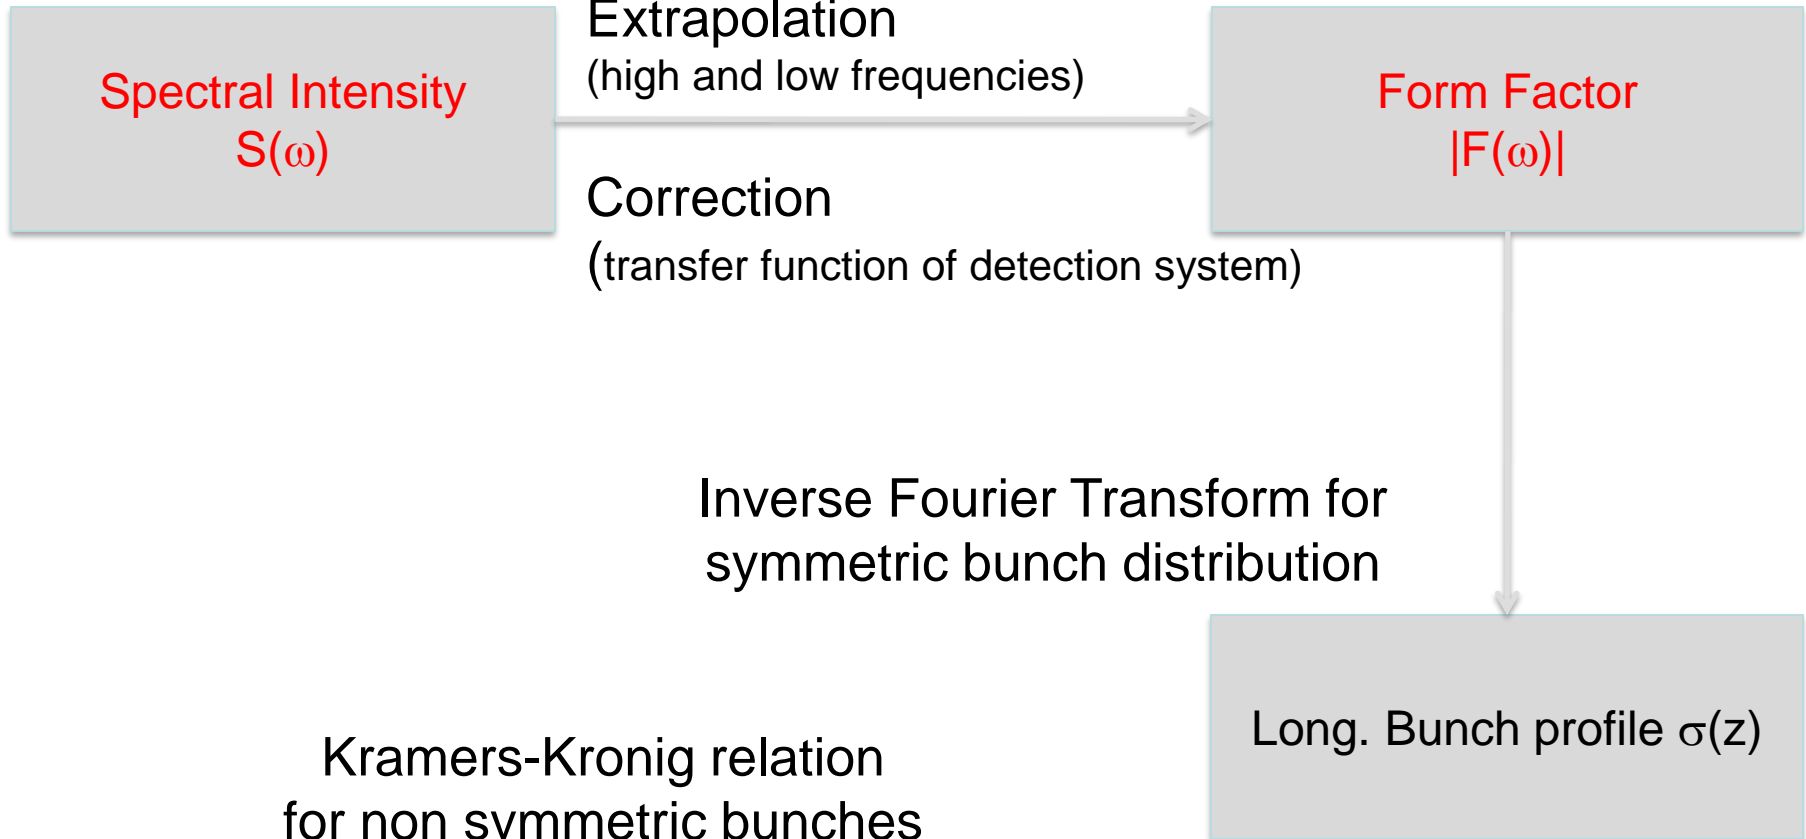 Spectral Intensity
S(ω)
Extrapolation
(high and low frequencies)
Correction
(transfer function of detection system)
Form Factor
|F(ω)|
Inverse Fourier Transform for
symmetric bunch distribution
Long. Bunch profile σ(z)
Kramers-Kronig relation
for non symmetric bunches